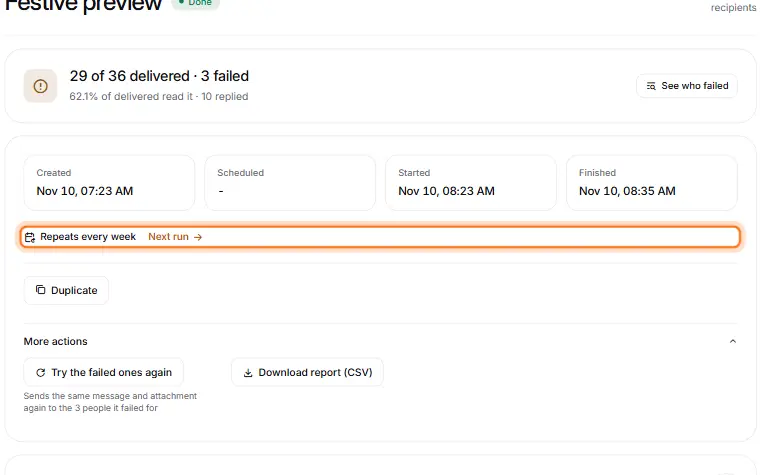 Festive preview
Done
recipients
29 of 36 delivered · 3 failed
62.1% of delivered read it · 10 replied
See who failed
Created
Nov 10, 07:23 AM
Scheduled
-
Started
Nov 10, 08:23 AM
Finished
Nov 10, 08:35 AM
Repeats every week Next run →
Duplicate
More actions
Try the failed ones again
Download report (CSV)
Sends the same message and attachment
again to the 3 people it failed for